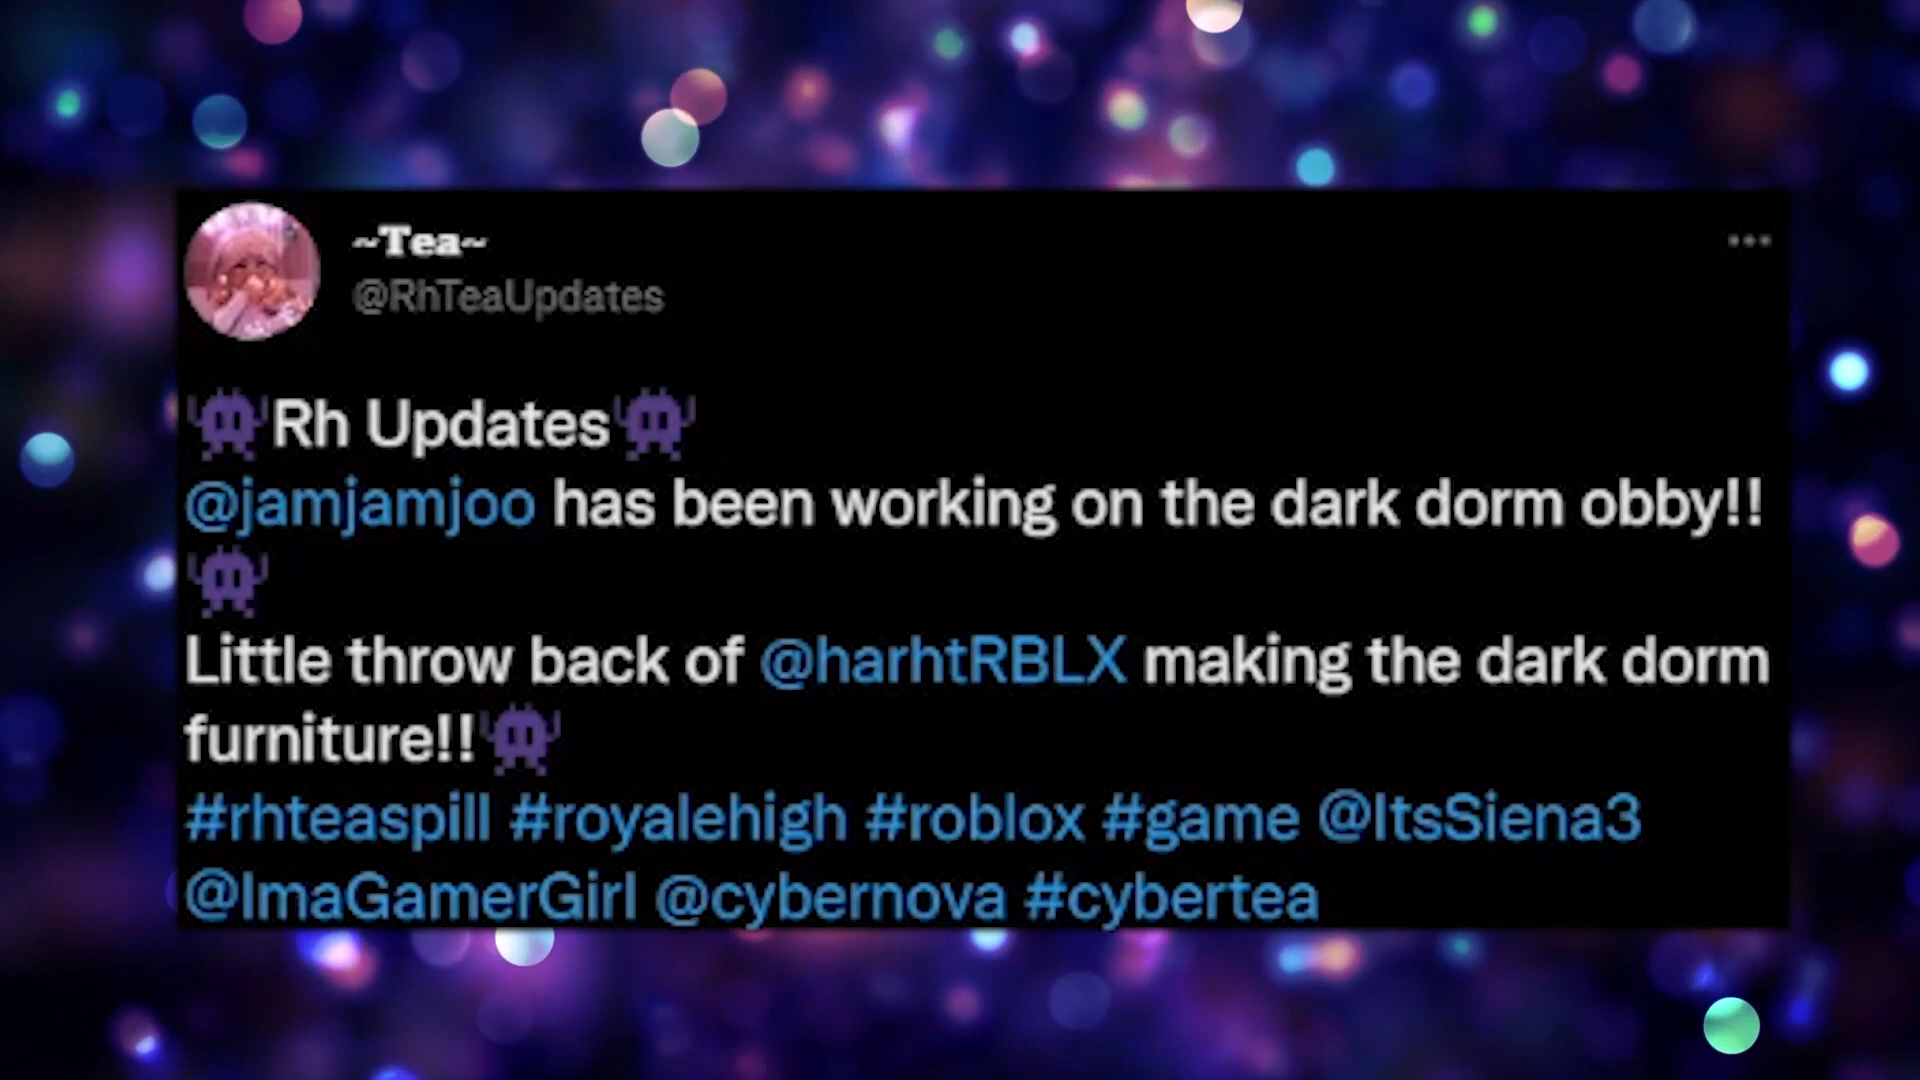 ~Tea~
@RhTeaUpdates
👾Rh Updates👾
@jamjamjoo has been working on the dark dorm obby!!
👾
Little throw back of @harhtRBLX making the dark dorm
furniture!!👾
#rhteaspill #royalehigh #roblox #game @ItsSiena3
@ImaGamerGirl @cybernova #cybertea